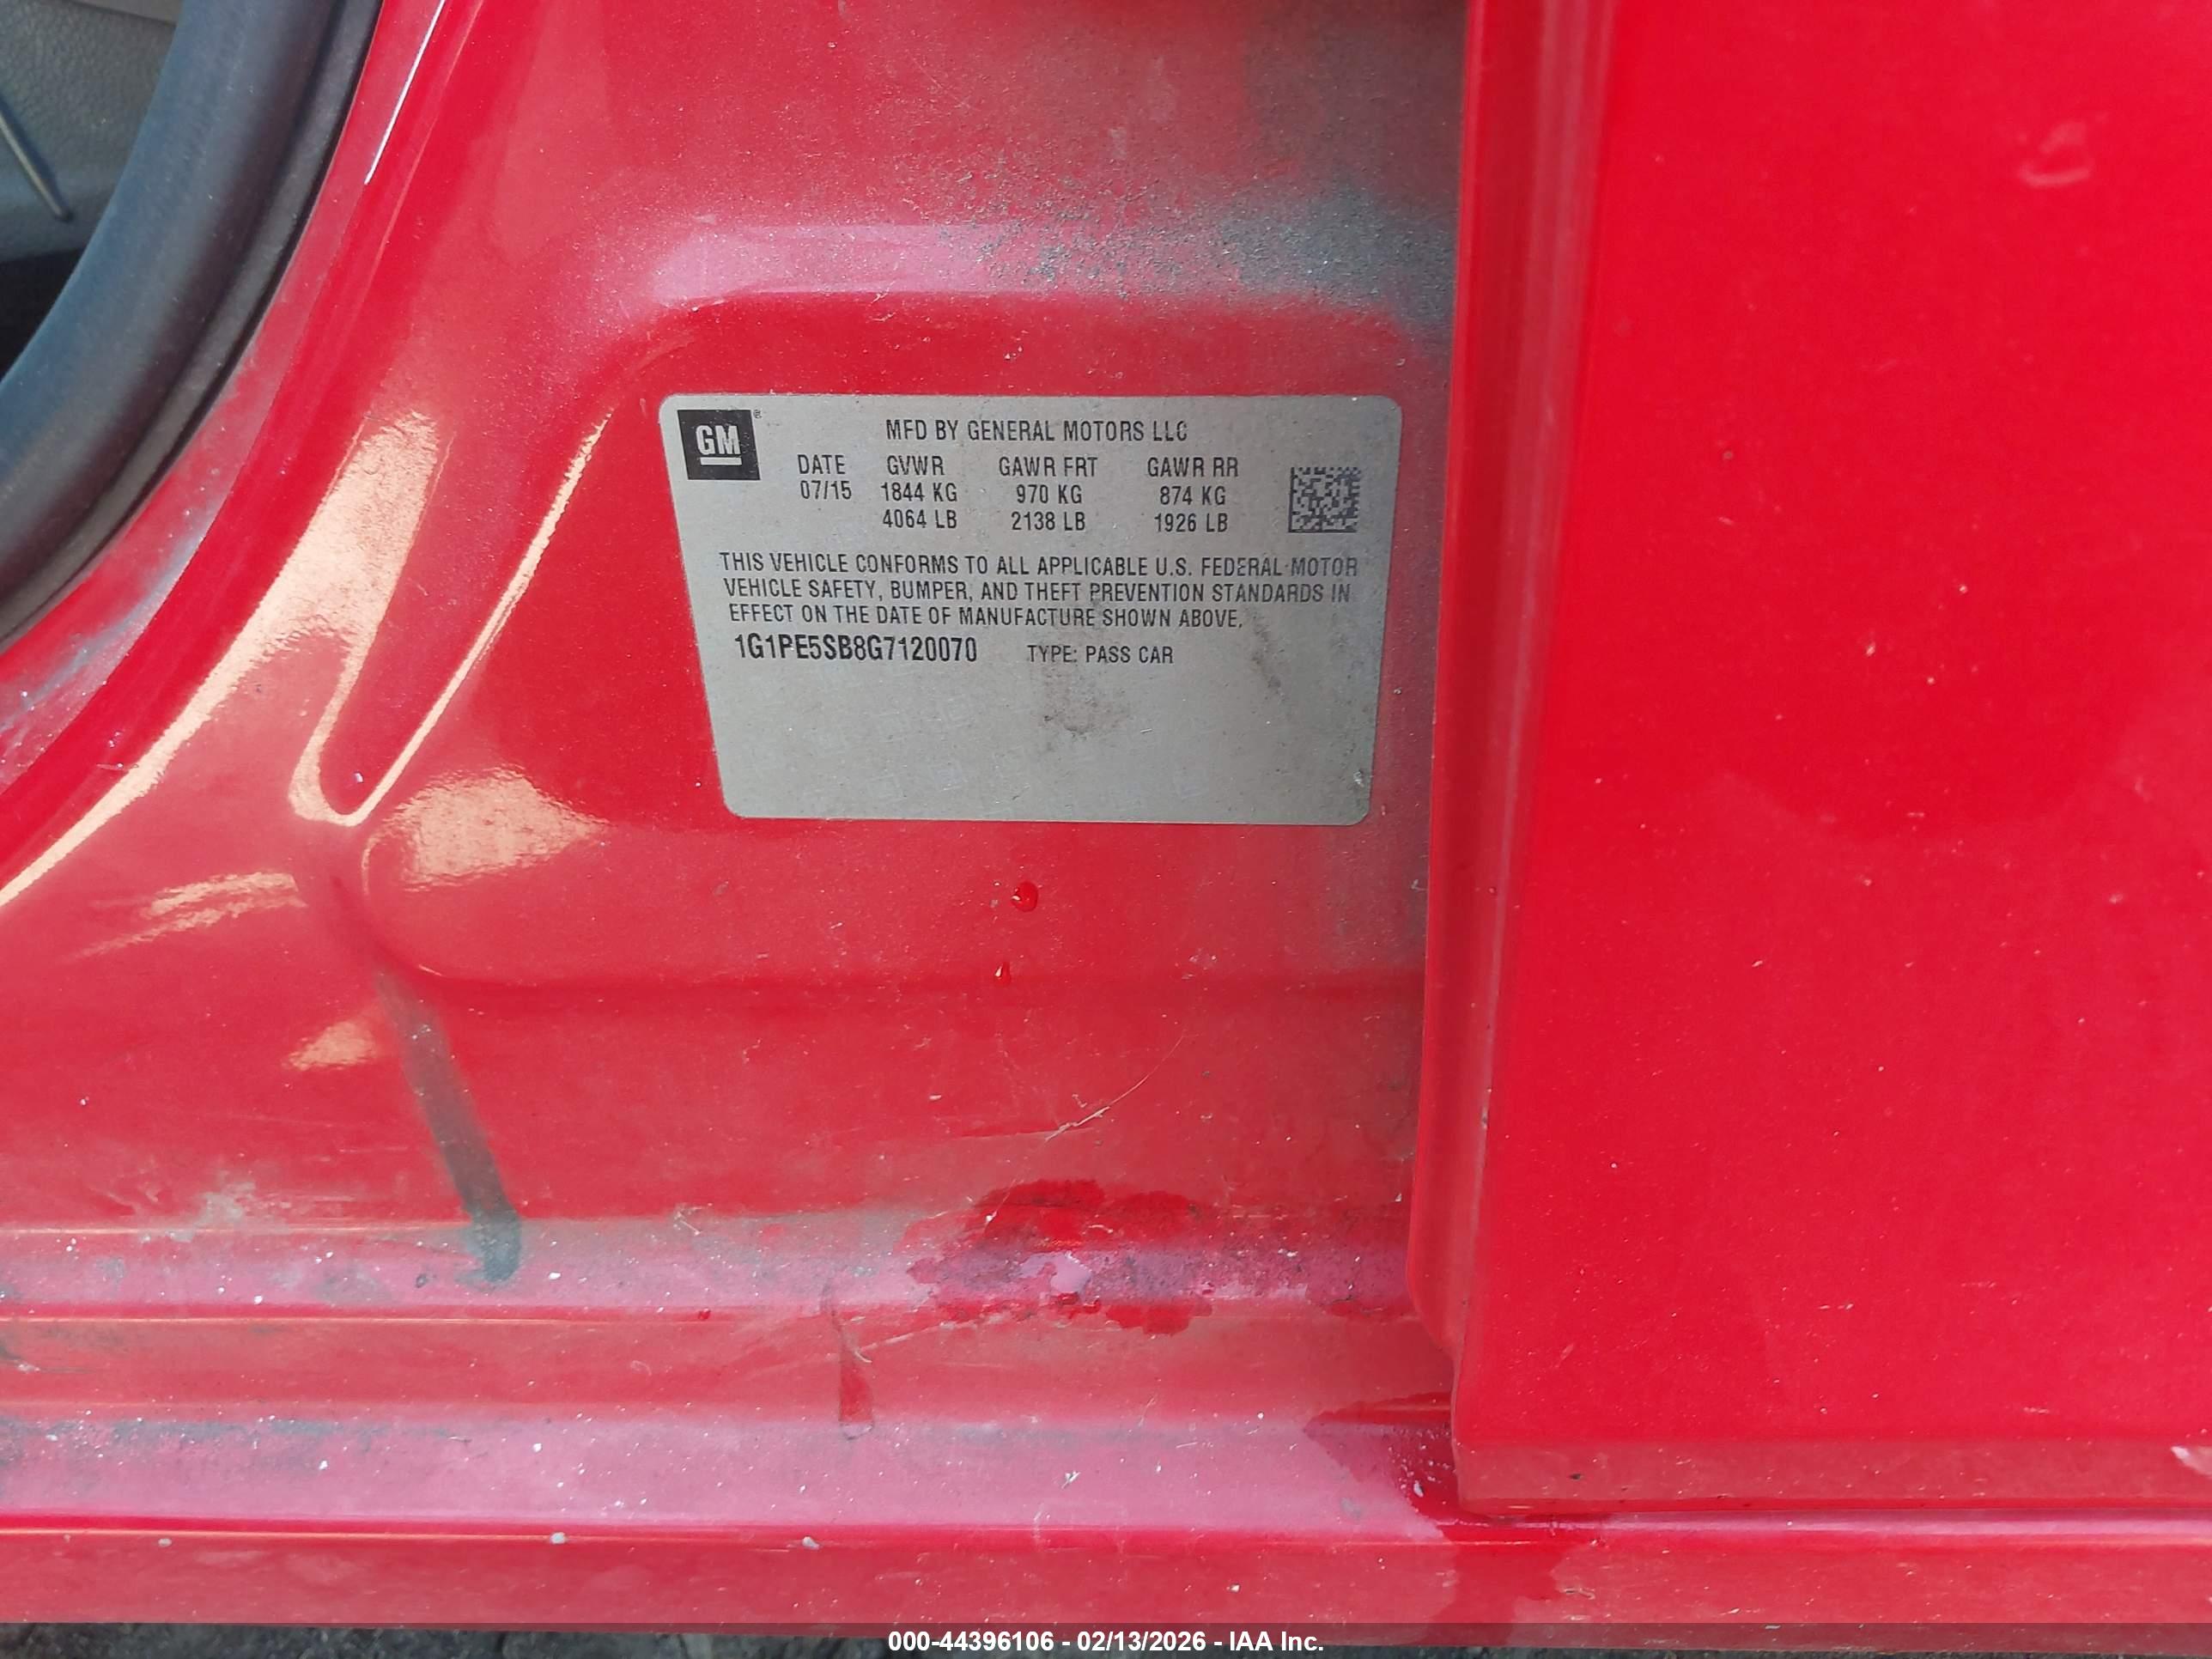 GM ®
MFD BY GENERAL MOTORS LLC
DATE GVWR GAWR FRT GAWR RR
07/15 1844 KG 970 KG 874 KG
4064 LB 2138 LB 1926 LB
THIS VEHICLE CONFORMS TO ALL APPLICABLE U.S. FEDERAL MOTOR
VEHICLE SAFETY, BUMPER, AND THEFT PREVENTION STANDARDS IN
EFFECT ON THE DATE OF MANUFACTURE SHOWN ABOVE.
1G1PE5SB8G7120070 TYPE: PASS CAR
000-44396106 - 02/13/2026 - IAA Inc.